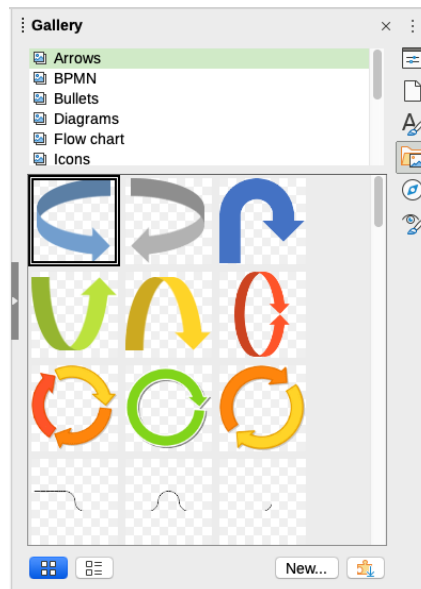 Gallery
Arrows
BPMN
Bullets
Diagrams
Flow chart
Icons
New...